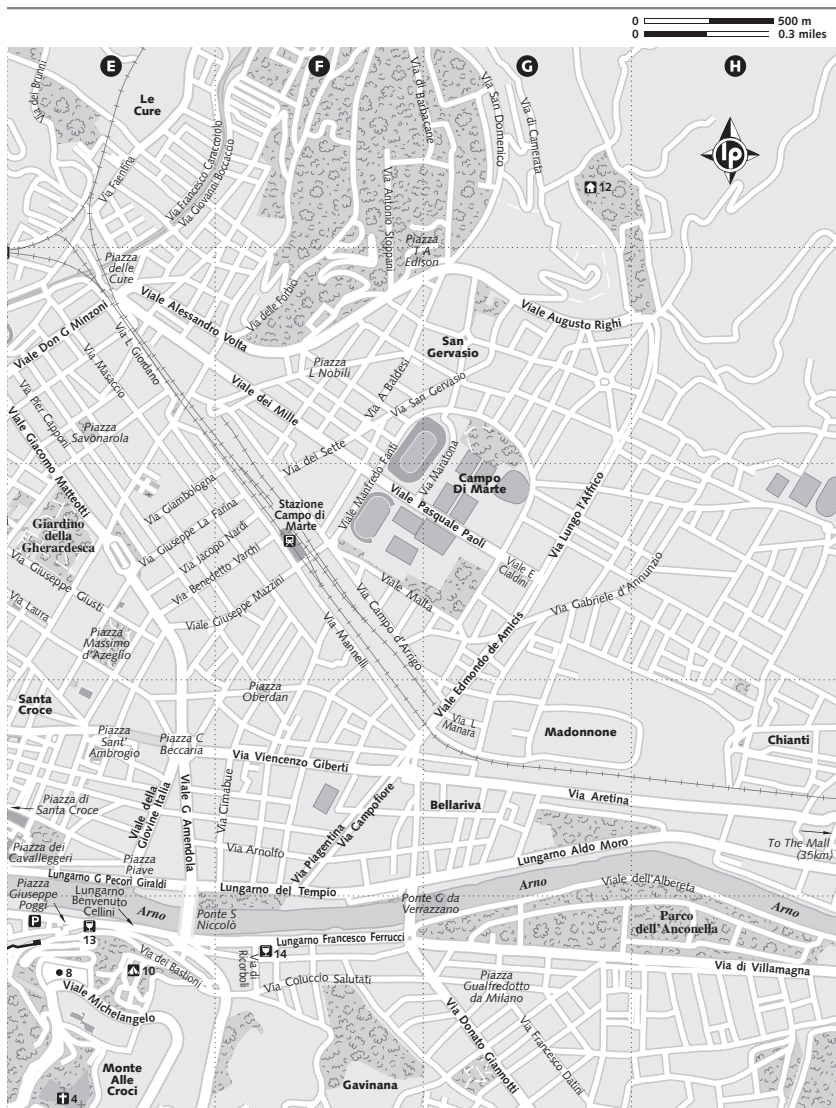 0 500 m
0 0.3 miles
E
F
G
H
Via dei Brunni
Le
Cure
Via Faentina
Via Francesco Caracciolo
Via Giovanni Boccaccio
Via di Barbacane
Via San Domenico
Via di Camerata
lp
12
Via Antonio Stoppani
Piazza
T A
Edison
Piazza
delle
Cure
Viale Alessandro Volta
Via delle Forbici
Viale Augusto Righi
Viale Don G Minzoni
Via L Giordano
Via Masaccio
San
Gervasio
Piazza
L Nobili
Via A Baldesi
Via San Gervasio
Viale dei Mille
Via Pier Capponi
Viale Giacomo Matteotti
Piazza
Savonarola
Via dei Sette
Viale Manfredo Fanti
Via Maratona
Campo
Di Marte
Via Giambologna
Stazione
Campo di
Marte
Viale Pasquale Paoli
Via Lungo l'Affrico
Giardino
della
Gherardesca
Via Giuseppe La Farina
Via Jacopo Nardi
Via Benedetto Varchi
Viale Giuseppe Mazzini
Viale E
Cialdini
Via Giuseppe Giusti
Via Laura
Viale Malta
Via Gabriele d'Annunzio
Piazza
Massimo
d'Azeglio
Via Mannelli
Via Campo d'Arrigo
Viale Edmondo de Amicis
Santa
Croce
Piazza
Oberdan
Via L
Manara
Madonnone
Chianti
Piazza
Sant'
Ambrogio
Piazza C
Beccaria
Via Viencenzo Giberti
Via Cimabue
Viale della
Giovine Italia
Viale G Amendola
Via Piagentina
Via Campofiore
Bellariva
Via Aretina
Piazza di
Santa Croce
Piazza dei
Cavalleggeri
Piazza
Piave
Via Arnolfo
Lungarno Aldo Moro
To The Mall
(35km)
Lungarno G Pecori Giraldi
Lungarno del Tempio
Arno
Viale dell'Albereta
Piazza
Giuseppe
Poggi
Lungarno
Benvenuto
Cellini
Arno
Ponte S
Niccolò
Ponte G da
Verrazzano
Parco
dell'Anconella
Arno
P
13
Lungarno Francesco Ferrucci
14
Via dei Bastioni
Via di
Ricorboli
8
10
Via Coluccio Salutati
Piazza
Gualfredotto
da Milano
Via di Villamagna
Viale Michelangelo
Via Donato Giannotti
Via Francesco Datini
Monte
Alle
Croci
4
Gavinana